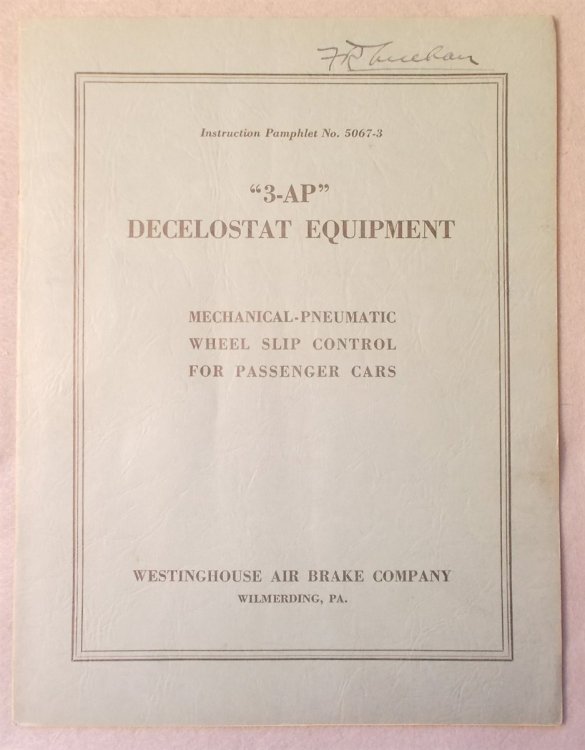 Instruction Pamphlet No. 5067-3
"3-AP"
DECELOSTAT EQUIPMENT
MECHANICAL-PNEUMATIC
WHEEL SLIP CONTROL
FOR PASSENGER CARS
WESTINGHOUSE AIR BRAKE COMPANY
WILMERDING, PA.